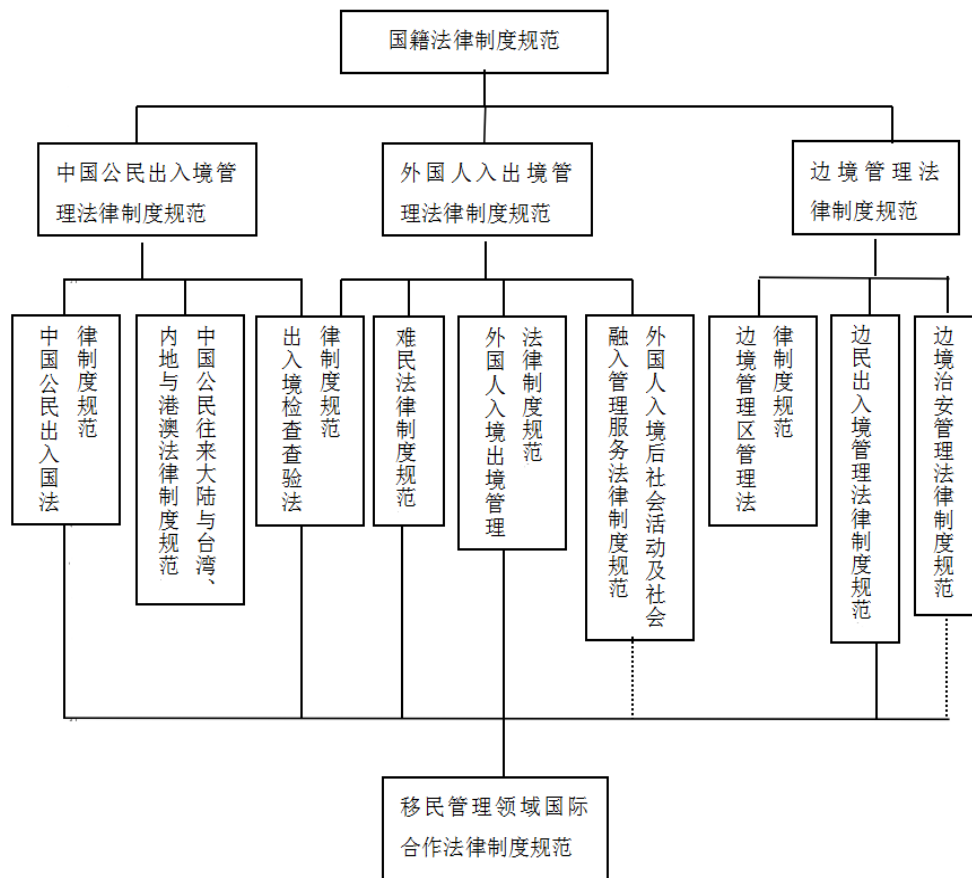 国籍法律制度规范
中国公民出入境管
理法律制度规范
外国人入出境管
理法律制度规范
边境管理法
律制度规范
中国公民出入国法
律制度规范
中国公民往来大陆与台湾、
内地与港澳法律制度规范
出入境检查查验法
律制度规范
难民法律制度规范
外国人入境出境管理
法律制度规范
外国人入境后社会活动及社会
融入管理服务法律制度规范
边境管理区管理法
律制度规范
边民出入境管理法律制度规范
边境治安管理法律制度规范
移民管理领域国际
合作法律制度规范